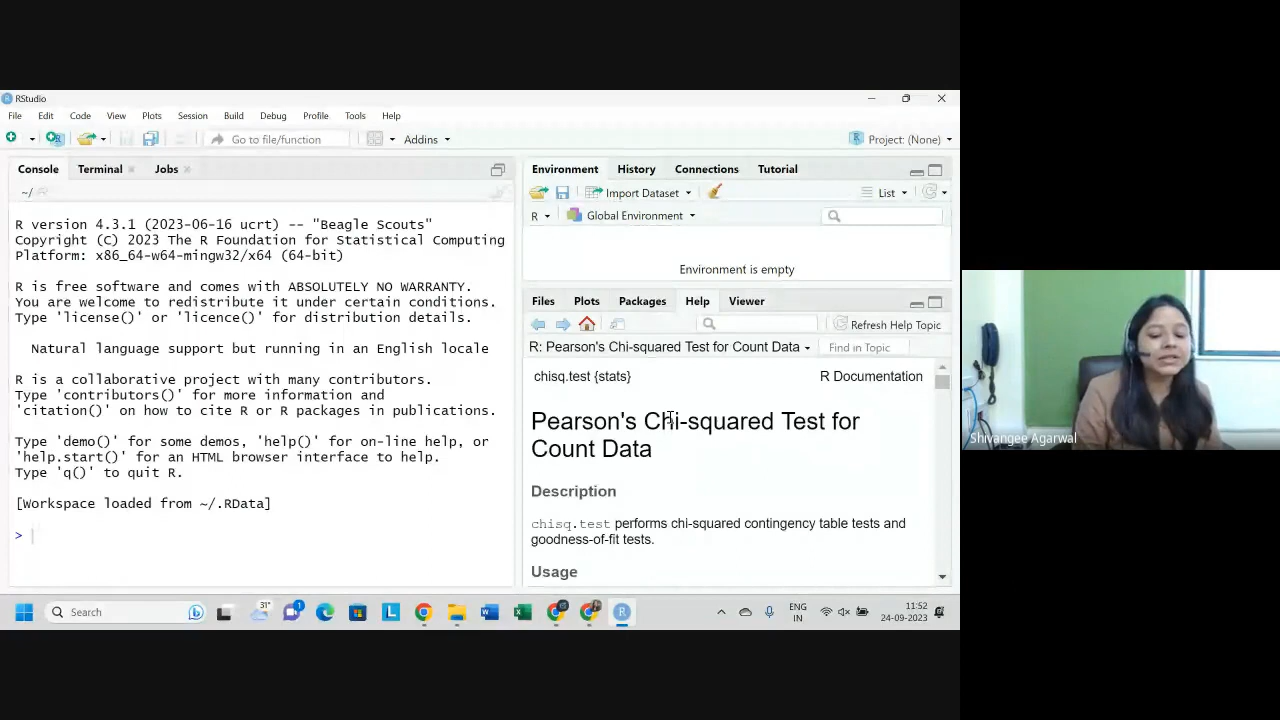 RStudio
File Edit Code View Plots Session Build Debug Profile Tools Help
Go to file/function
Addins
Project: (None)
Console Terminal Jobs
~/
R version 4.3.1 (2023-06-16 ucrt) -- "Beagle Scouts"
Copyright (C) 2023 The R Foundation for Statistical Computing
Platform: x86_64-w64-mingw32/x64 (64-bit)
R is free software and comes with ABSOLUTELY NO WARRANTY.
You are welcome to redistribute it under certain conditions.
Type 'license()' or 'licence()' for distribution details.
Natural language support but running in an English locale
R is a collaborative project with many contributors.
Type 'contributors()' for more information and
'citation()' on how to cite R or R packages in publications.
Type 'demo()' for some demos, 'help()' for on-line help, or
'help.start()' for an HTML browser interface to help.
Type 'q()' to quit R.
[Workspace loaded from ~/.RData]
>
Environment History Connections Tutorial
Import Dataset List
R Global Environment
Environment is empty
Files Plots Packages Help Viewer
Refresh Help Topic
R: Pearson's Chi-squared Test for Count Data Find in Topic
chisq.test {stats} R Documentation
Pearson's Chi-squared Test for
Count Data
Description
chisq.test performs chi-squared contingency table tests and
goodness-of-fit tests.
Usage
Shivangee Agarwal
Search
31°
1
L
ENG
IN
11:52
24-09-2023